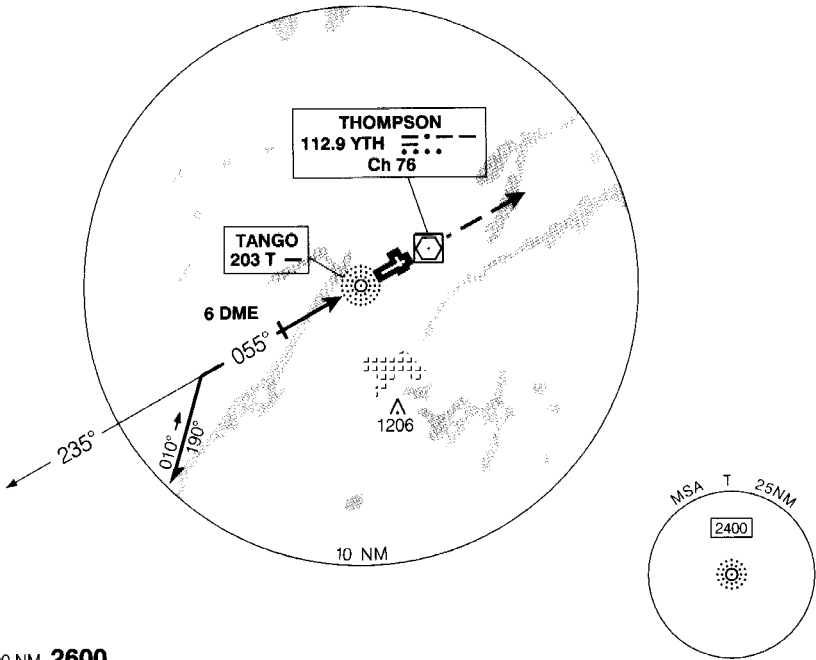 THOMPSON
112.9 YTH
Ch 76
TANGO
203 T
6 DME
055°
235°
010°
190°
1206
10 NM
MSA T 25NM
2400
NM 2600